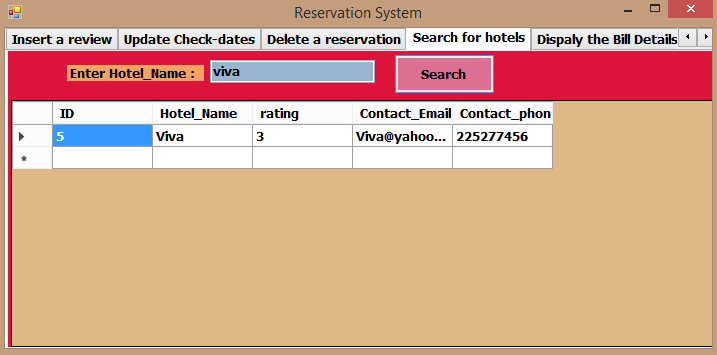 Reservation System
Insert a review Update Check-dates Delete a reservation Search for hotels Dispaly the Bill Details
Enter Hotel_Name : viva Search
ID Hotel_Name rating Contact_Email Contact_phon
5 Viva 3 Viva@yahoo... 225277456
*